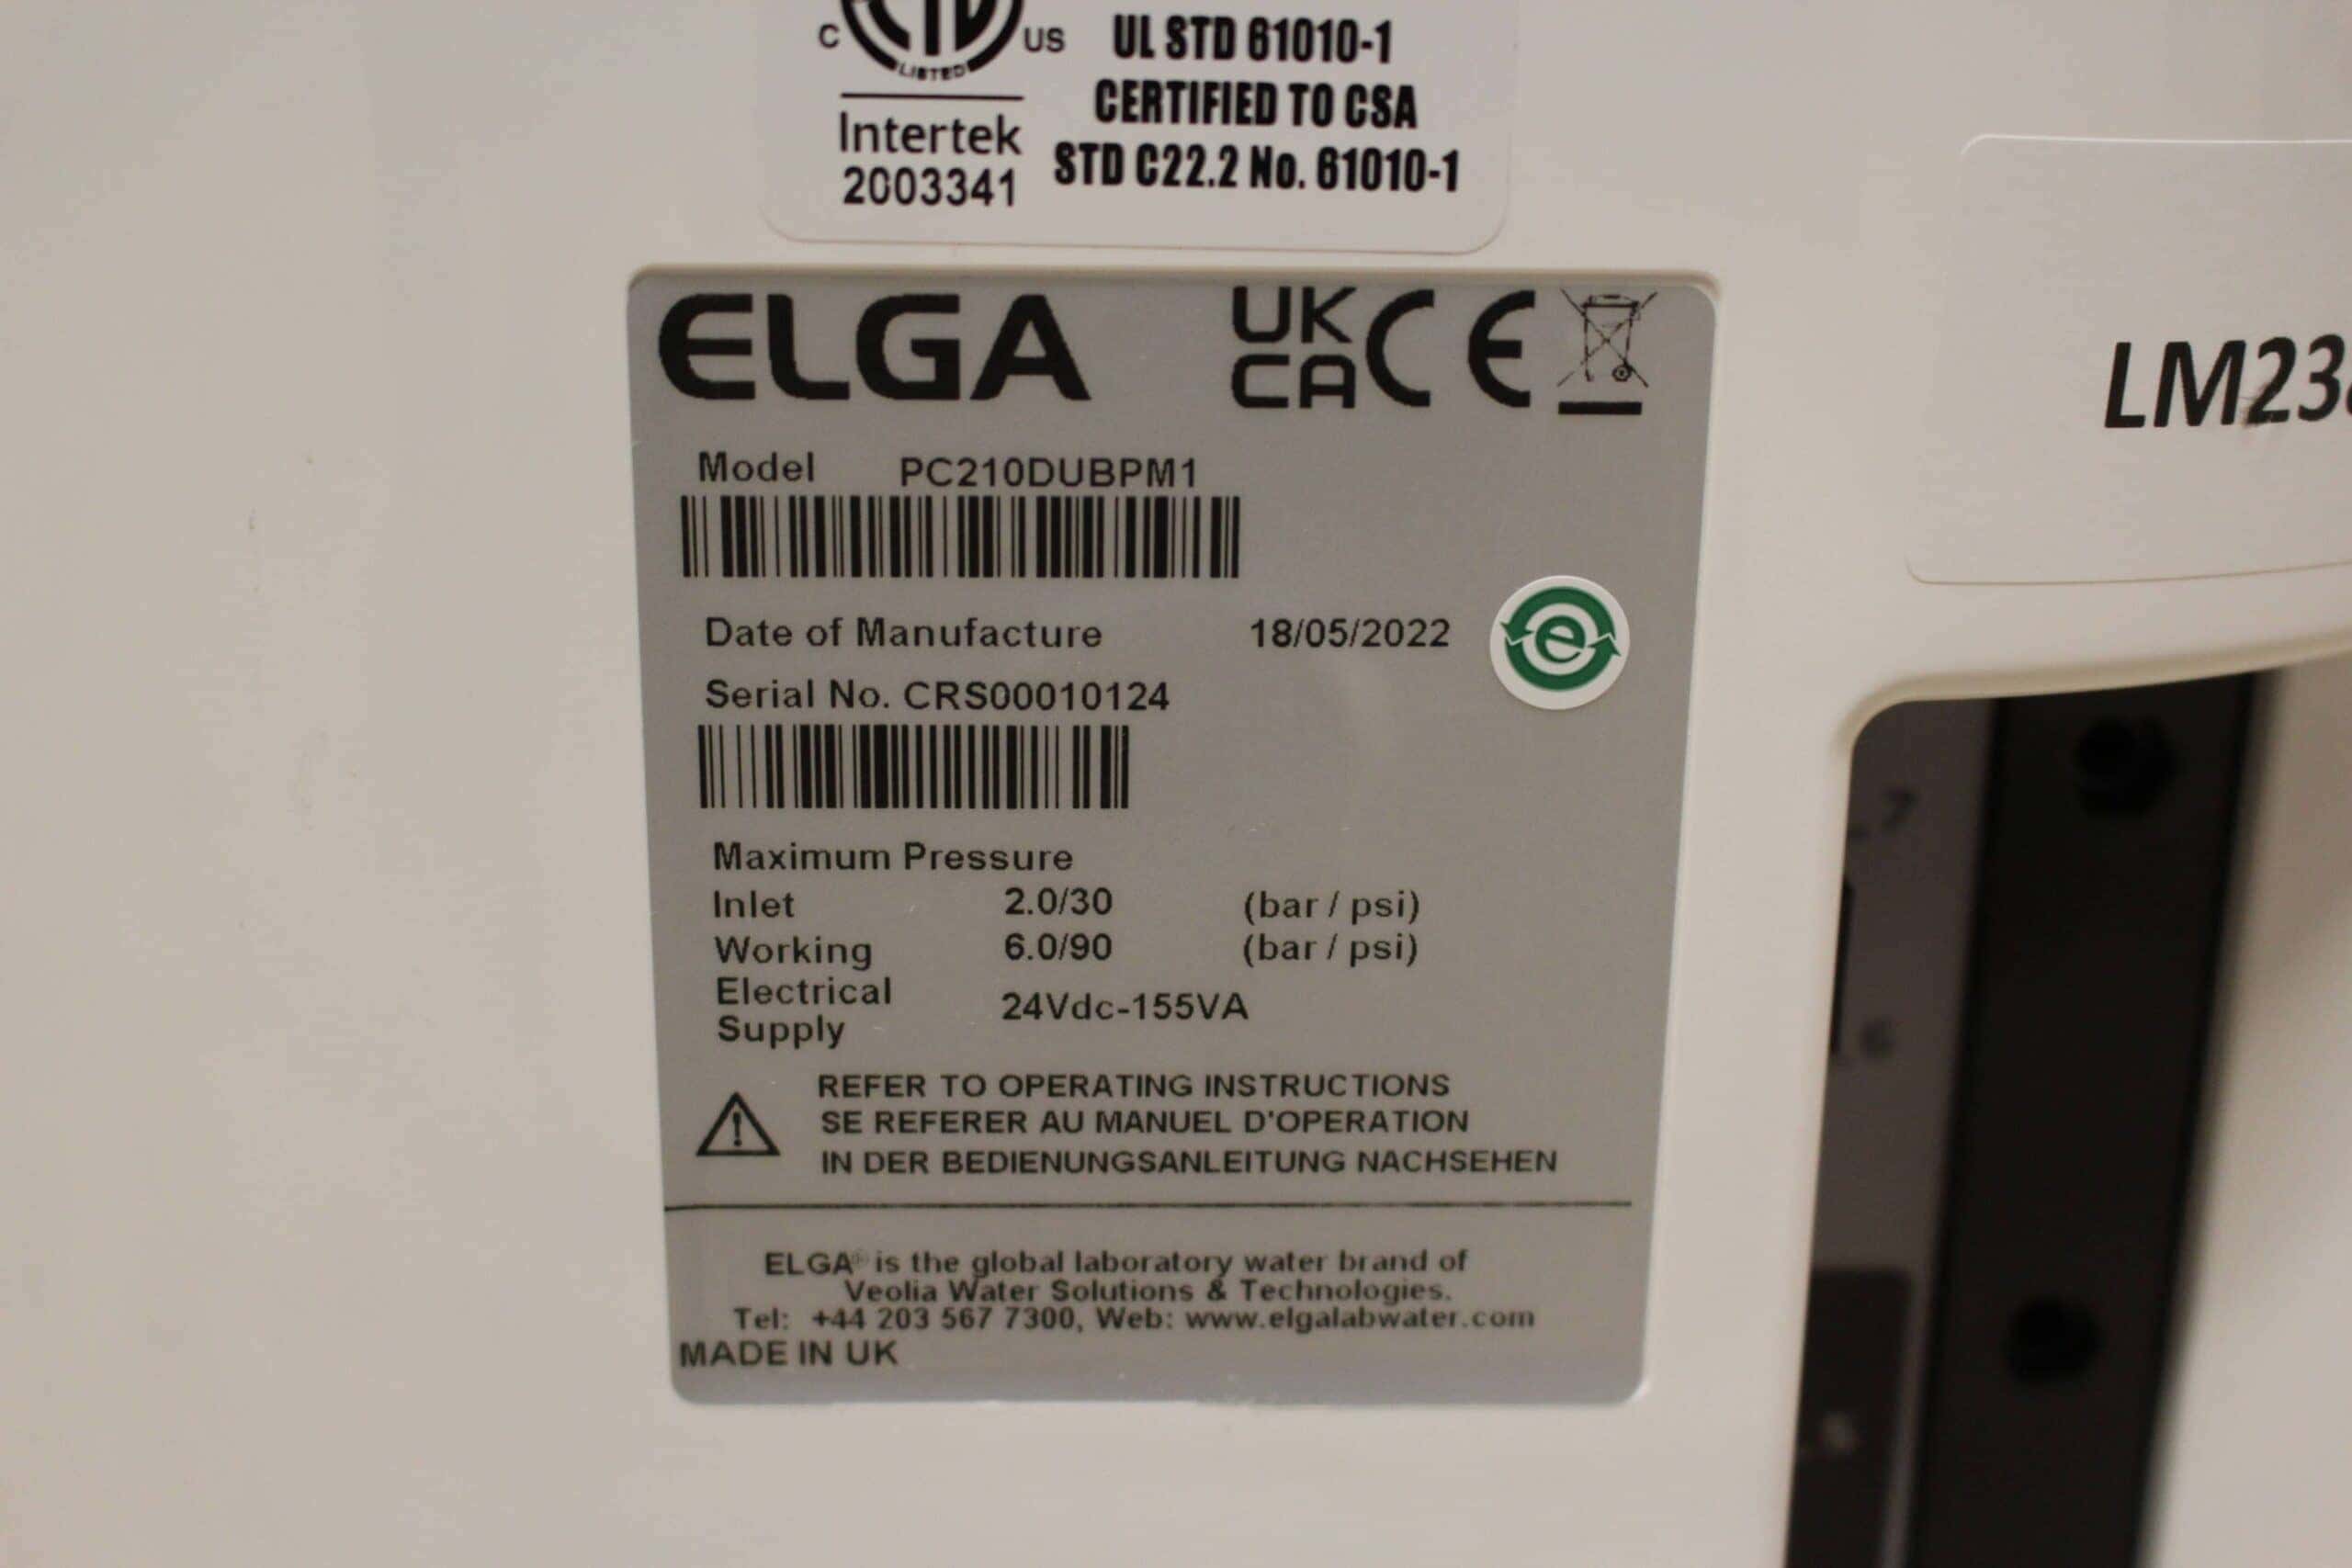 C US
LISTED
Intertek
2003341
UL STD 61010-1
CERTIFIED TO CSA
STD C22.2 No. 61010-1
ELGA
UK
CA CE
Model PC210DUBPM1
Date of Manufacture 18/05/2022
e
Serial No. CRS00010124
Maximum Pressure
Inlet 2.0/30 (bar / psi)
Working 6.0/90 (bar / psi)
Electrical
Supply 24Vdc-155VA
REFER TO OPERATING INSTRUCTIONS
SE REFERER AU MANUEL D'OPERATION
IN DER BEDIENUNGSANLEITUNG NACHSEHEN
ELGA® is the global laboratory water brand of
Veolia Water Solutions & Technologies.
Tel: +44 203 567 7300, Web: www.elgalabwater.com
MADE IN UK
LM23
7
6